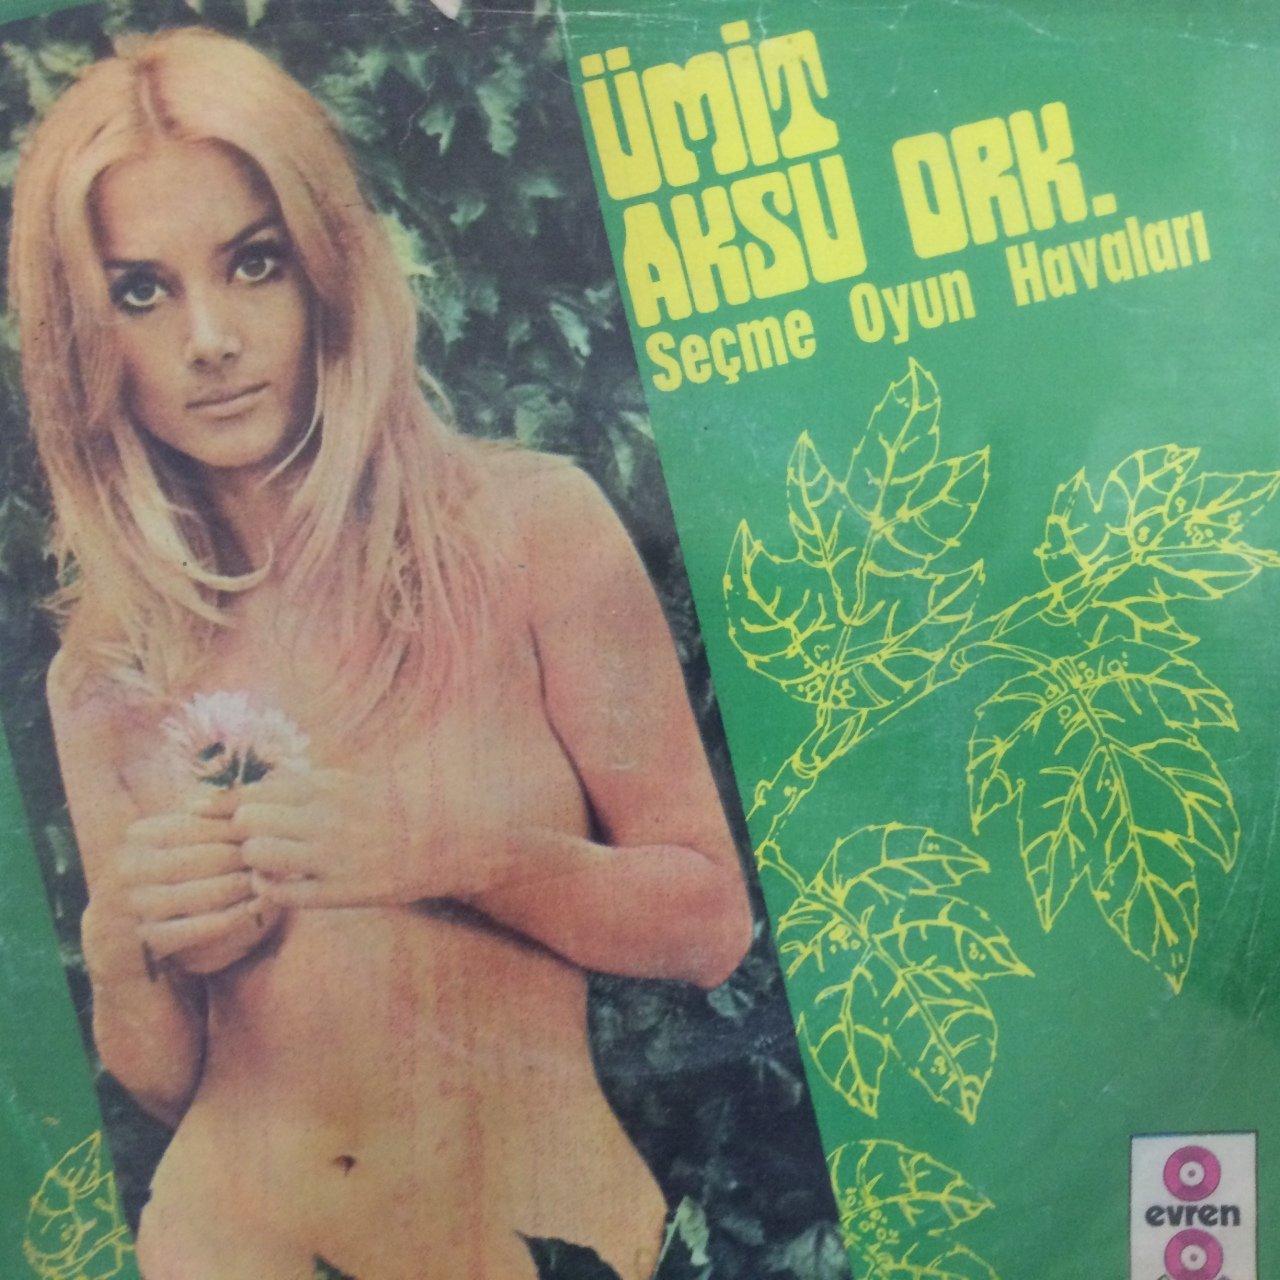 ÜMİT
AKSU ORK.
Seçme Oyun Havaları
evren